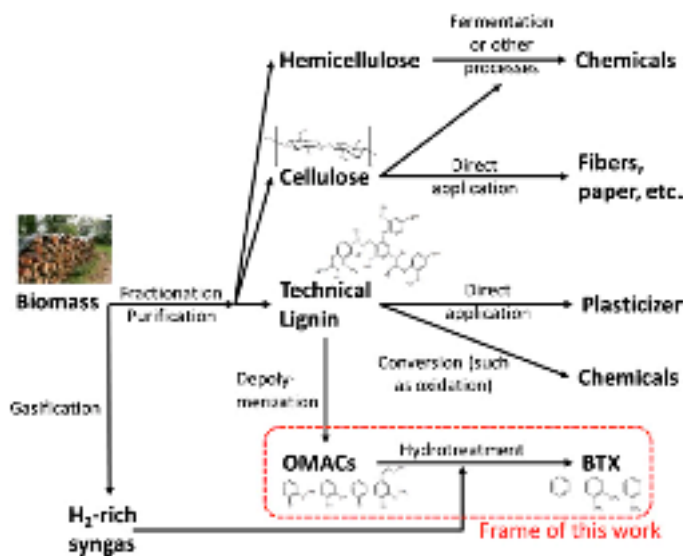 Fermentation
or other
processes
Hemicellulose
Chemicals
Cellulose
Direct
application
Fibers,
paper, etc.
Biomass
Fractionation
Purification
Technical
Lignin
Direct
application
Plasticizer
Conversion (such
as oxidation)
Chemicals
Depoly-
merization
Gasification
OMACs
Hydrotreatment
BTX
H₂-rich
syngas
Frame of this work